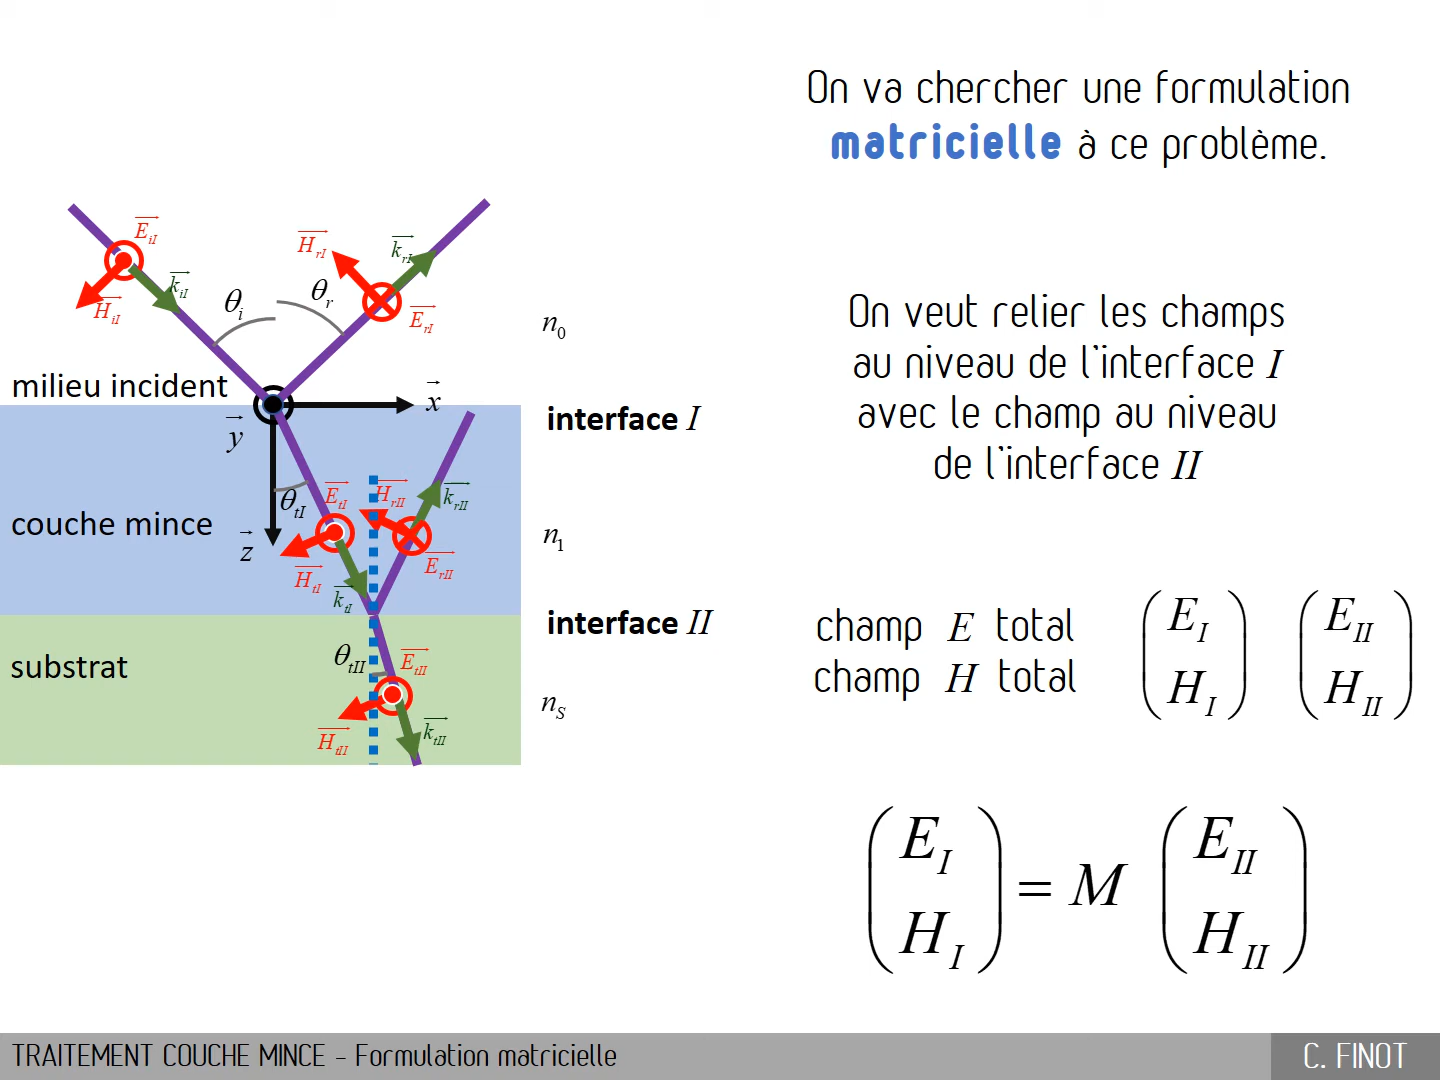 On va chercher une formulation
matricielle à ce problème.
E_iI
H_rI
k_rI
k_iI
H_iI
θ_i
θ_r
E_rI
n_0
On veut relier les champs
au niveau de l'interface I
avec le champ au niveau
de l'interface II
milieu incident
x
interface I
y
θ_tI
E_tI
H_rII
k_rII
couche mince
z
n_1
H_tI
E_rII
k_tI
interface II
champ E total
champ H total
(E_I H_I) (E_II H_II)
substrat
θ_tII
E_tII
n_S
H_tII
k_tII
(E_I H_I) = M (E_II H_II)
TRAITEMENT COUCHE MINCE - Formulation matricielle
C. FINOT